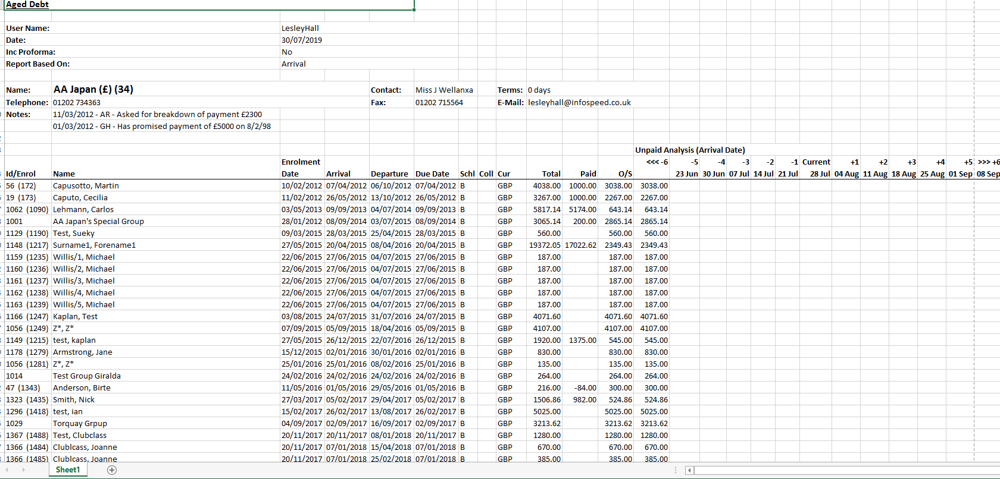 Aged Debt
User Name: LesleyHall
Date: 30/07/2019
Inc Proforma: No
Report Based On: Arrival
Name: AA Japan (£) (34) Contact: Miss J Wellanxa Terms: 0 days
Telephone: 01202 734363 Fax: 01202 715564 E-Mail: lesleyhall@infospeed.co.uk
Notes: 11/03/2012 - AR - Asked for breakdown of payment £2300
01/03/2012 - GH - Has promised payment of £5000 on 8/2/98
Unpaid Analysis (Arrival Date)
Enrolment <<< -6 -5 -4 -3 -2 -1 Current +1 +2 +3 +4 +5 >>> +6
Id/Enrol Name Date Arrival Departure Due Date Schl Coll Cur Total Paid O/S 23 Jun 30 Jun 07 Jul 14 Jul 21 Jul 28 Jul 04 Aug 11 Aug 18 Aug 25 Aug 01 Sep 08 Sep
56 (172) Capusotto, Martin 10/02/2012 07/04/2012 06/10/2012 07/04/2012 B GBP 4038.00 1000.00 3038.00 3038.00
19 (173) Caputo, Cecilia 11/02/2012 26/05/2012 13/10/2012 26/05/2012 B GBP 3267.00 1000.00 2267.00 2267.00
1062 (1090) Lehmann, Carlos 03/05/2013 09/09/2013 04/07/2014 09/09/2013 B GBP 5817.14 5174.00 643.14 643.14
1001 AA Japan's Special Group 28/01/2012 08/09/2014 03/07/2015 08/09/2014 B GBP 3065.14 200.00 2865.14 2865.14
1129 (1190) Test, Sueky 09/03/2015 28/03/2015 25/04/2015 28/03/2015 B GBP 560.00 560.00 560.00
1148 (1217) Surname1, Forename1 27/05/2015 20/04/2015 08/04/2016 20/04/2015 B GBP 19372.05 17022.62 2349.43 2349.43
1159 (1235) Willis/1, Michael 22/06/2015 27/06/2015 04/07/2015 27/06/2015 B GBP 187.00 187.00 187.00
1160 (1236) Willis/2, Michael 22/06/2015 27/06/2015 04/07/2015 27/06/2015 B GBP 187.00 187.00 187.00
1161 (1237) Willis/3, Michael 22/06/2015 27/06/2015 04/07/2015 27/06/2015 B GBP 187.00 187.00 187.00
1162 (1238) Willis/4, Michael 22/06/2015 27/06/2015 04/07/2015 27/06/2015 B GBP 187.00 187.00 187.00
1163 (1239) Willis/5, Michael 22/06/2015 27/06/2015 04/07/2015 27/06/2015 B GBP 187.00 187.00 187.00
1166 (1247) Kaplan, Test 03/08/2015 24/07/2015 31/07/2016 24/07/2015 B GBP 4071.60 4071.60 4071.60
1056 (1249) Z*, Z* 07/09/2015 05/09/2015 18/04/2016 05/09/2015 B GBP 4107.00 4107.00 4107.00
1149 (1215) test, kaplan 27/05/2015 26/12/2015 22/07/2016 26/12/2015 B GBP 1920.00 1375.00 545.00 545.00
1178 (1279) Armstrong, Jane 15/12/2015 02/01/2016 30/01/2016 02/01/2016 B GBP 830.00 830.00 830.00
1056 (1281) Z*, Z* 25/01/2016 25/01/2016 08/02/2016 25/01/2016 B GBP 135.00 135.00 135.00
1014 Test Group Giralda 24/02/2016 24/02/2016 24/02/2016 24/02/2016 B GBP 264.00 264.00 264.00
47 (1343) Anderson, Birte 11/05/2016 01/05/2016 29/05/2016 01/05/2016 B GBP 216.00 -84.00 300.00 300.00
1323 (1435) Smith, Nick 27/03/2017 05/02/2017 29/04/2017 05/02/2017 B GBP 1506.86 982.00 524.86 524.86
1296 (1418) test, ian 15/02/2017 26/02/2017 13/08/2017 26/02/2017 B GBP 5025.00 5025.00 5025.00
1029 Torquay Grpup 04/09/2017 02/09/2017 16/09/2017 02/09/2017 B GBP 3213.62 3213.62 3213.62
1367 (1488) Test, Clubclass 20/11/2017 20/11/2017 08/01/2018 20/11/2017 B GBP 1280.00 1280.00 1280.00
1366 (1484) Clublcass, Joanne 20/11/2017 07/01/2018 15/04/2018 07/01/2018 B GBP 670.00 670.00 670.00
1366 (1485) Clublcass, Joanne 20/11/2017 07/01/2018 25/02/2018 07/01/2018 B GBP 385.00 385.00 385.00
Sheet1